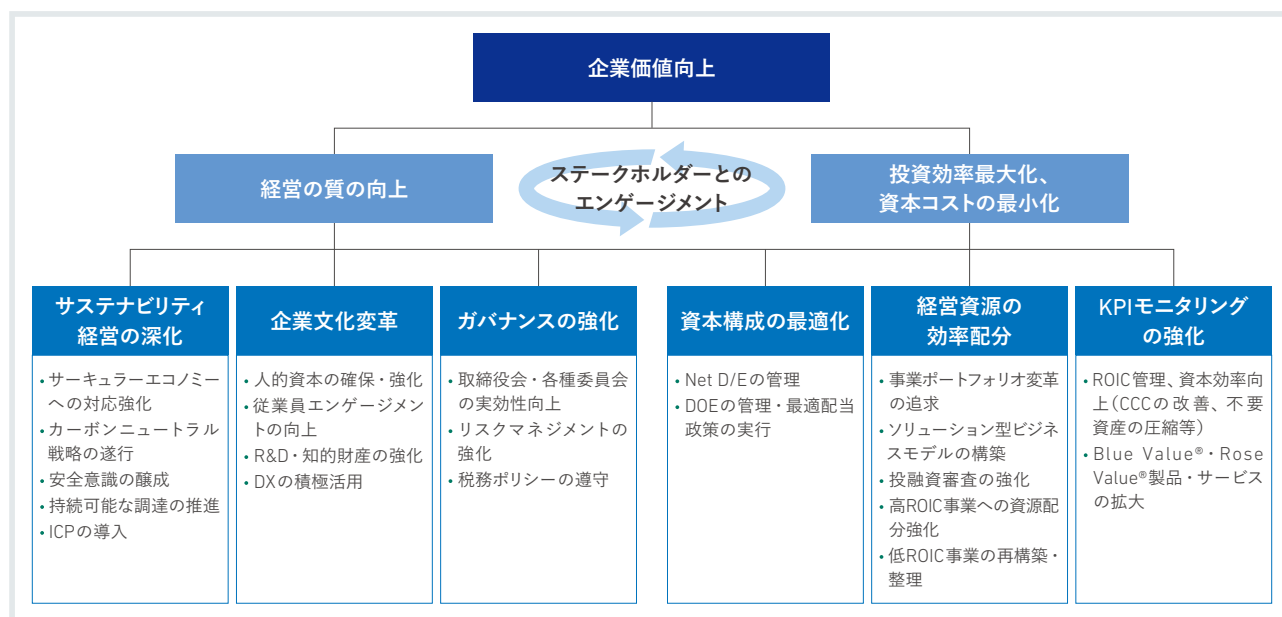 企業価値向上
経営の質の向上
ステークホルダーとの
エンゲージメント
投資効率最大化、
資本コストの最小化
サステナビリティ
経営の深化
・サーキュラーエコノミー
への対応強化
・カーボンニュートラル
戦略の遂行
・安全意識の醸成
・持続可能な調達の推進
・ICPの導入
企業文化変革
・人的資本の確保・強化
・従業員エンゲージメン
トの向上
・R&D・知的財産の強化
・DXの積極活用
ガバナンスの強化
・取締役会・各種委員会
の実効性向上
・リスクマネジメントの
強化
・税務ポリシーの遵守
資本構成の最適化
・Net D/Eの管理
・DOEの管理・最適配当
政策の実行
経営資源の
効率配分
・事業ポートフォリオ変革
の追求
・ソリューション型ビジネ
スモデルの構築
・投融資審査の強化
・高ROIC事業への資源配
分強化
・低ROIC事業の再構築・
整理
KPIモニタリング
の強化
・ROIC管理、資本効率向
上(CCCの改善、不要
資産の圧縮等)
・Blue Value®・Rose
Value®製品・サービス
の拡大